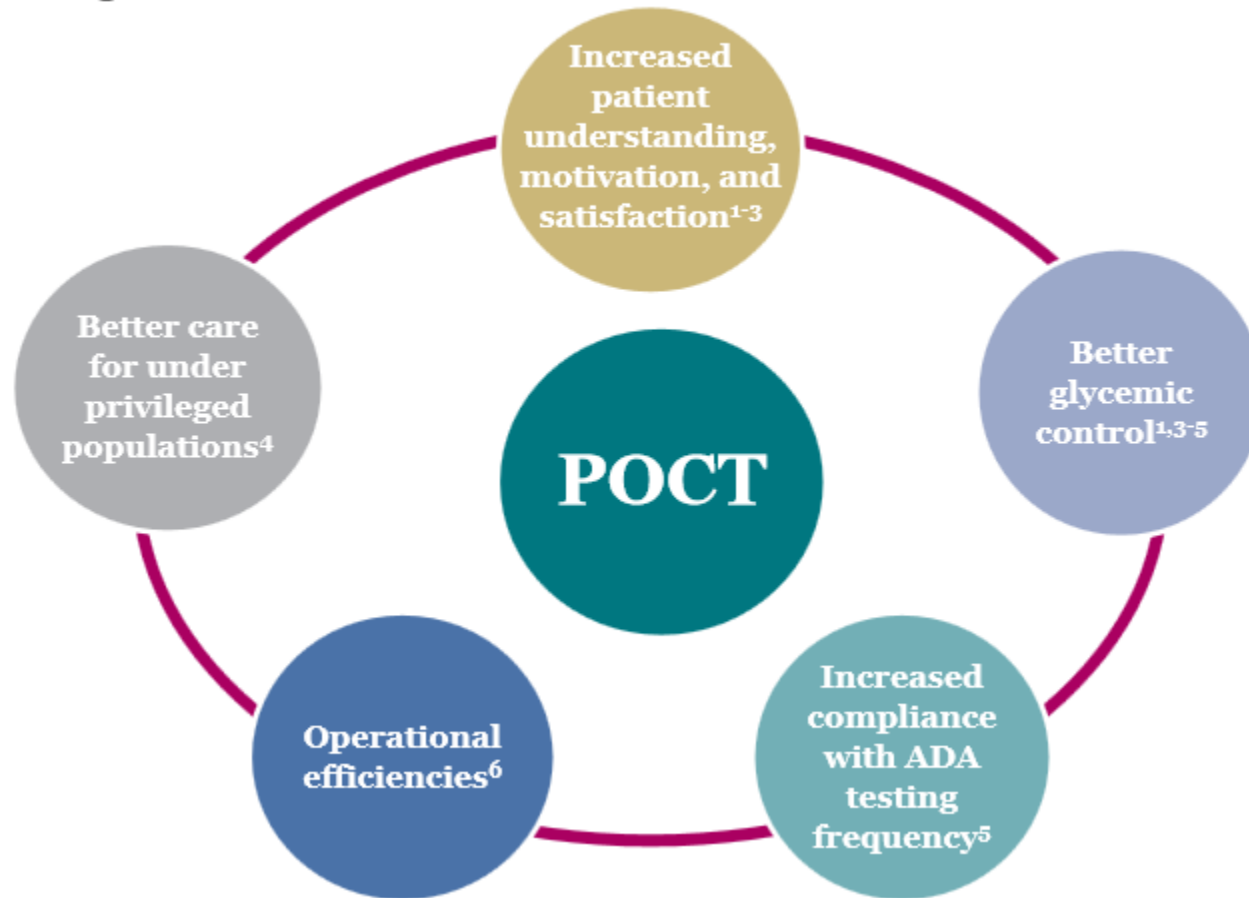 Increased
patient
understanding,
motivation, and
satisfaction¹⁻³
Better care
for under
privileged
populations⁴
Better
glycemic
control¹,³⁻⁵
POCT
Operational
efficiencies⁶
Increased
compliance
with ADA
testing
frequency⁵